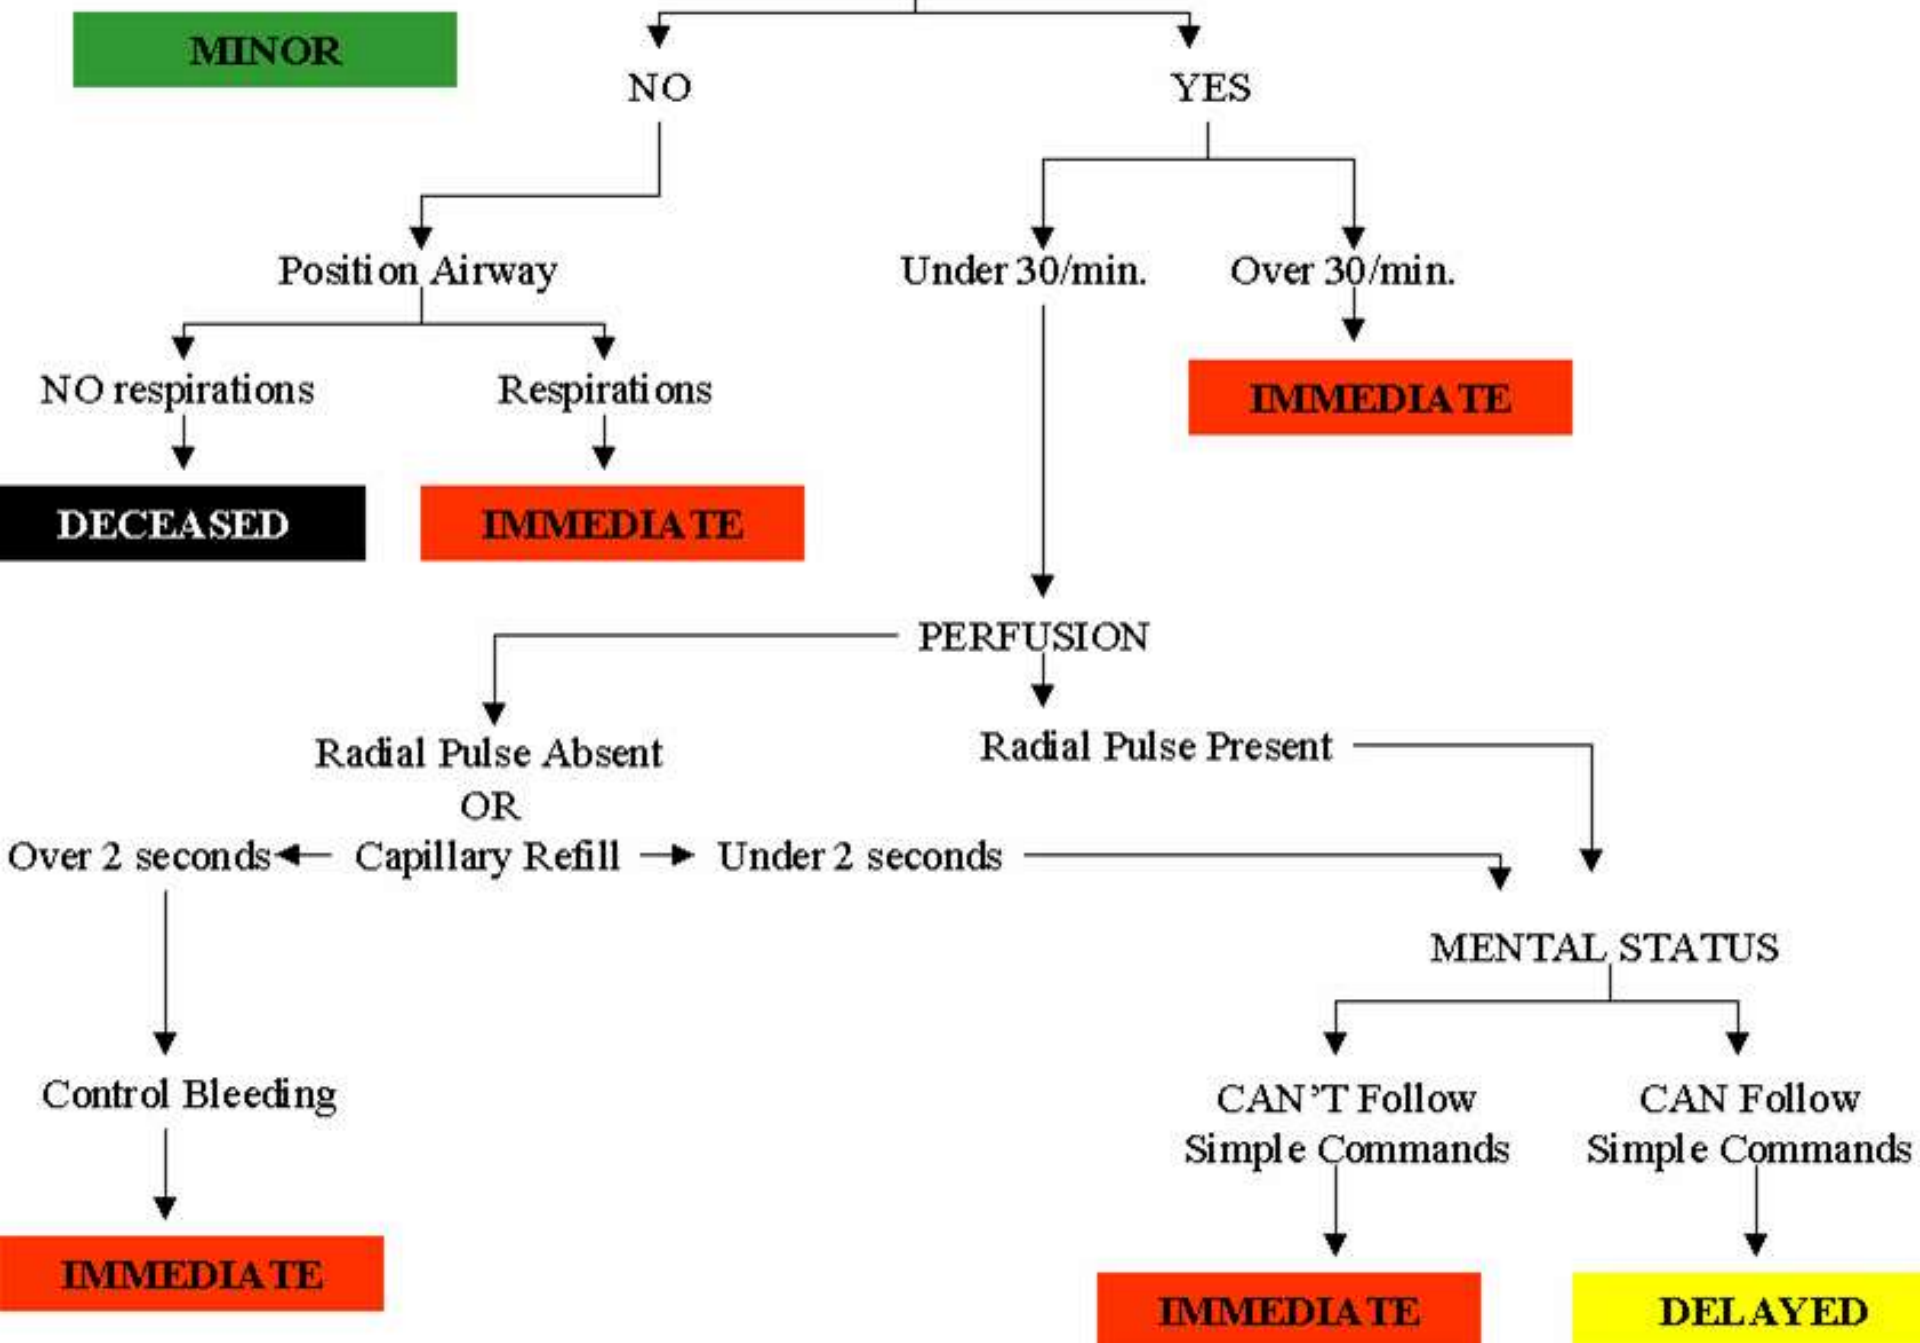 MINOR
NO
YES
Position Airway
Under 30/min.
Over 30/min.
NO respirations
Respirations
IMMEDIATE
DECEASED
IMMEDIATE
PERFUSION
Radial Pulse Absent
Radial Pulse Present
OR
Over 2 seconds
Capillary Refill
Under 2 seconds
MENTAL STATUS
Control Bleeding
CAN'T Follow
Simple Commands
CAN Follow
Simple Commands
IMMEDIATE
IMMEDIATE
DELAYED